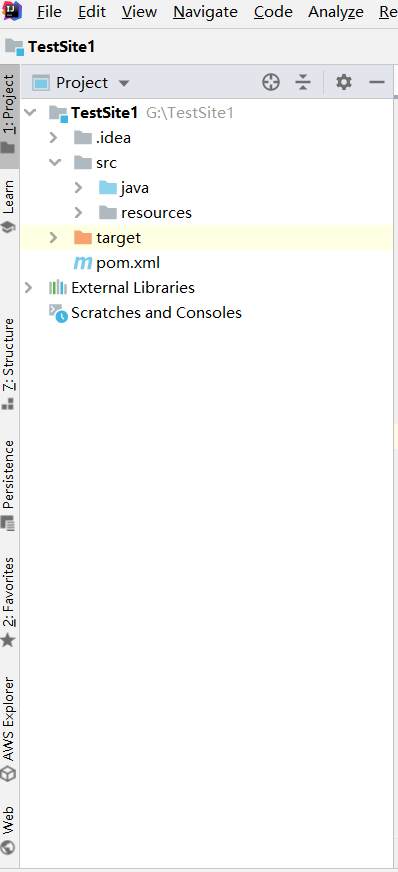 File Edit View Navigate Code Analyze Re
TestSite1
Project
TestSite1 G:\TestSite1
.idea
src
java
resources
target
pom.xml
External Libraries
Scratches and Consoles
1: Project
Learn
7: Structure
Persistence
2: Favorites
AWS Explorer
Web